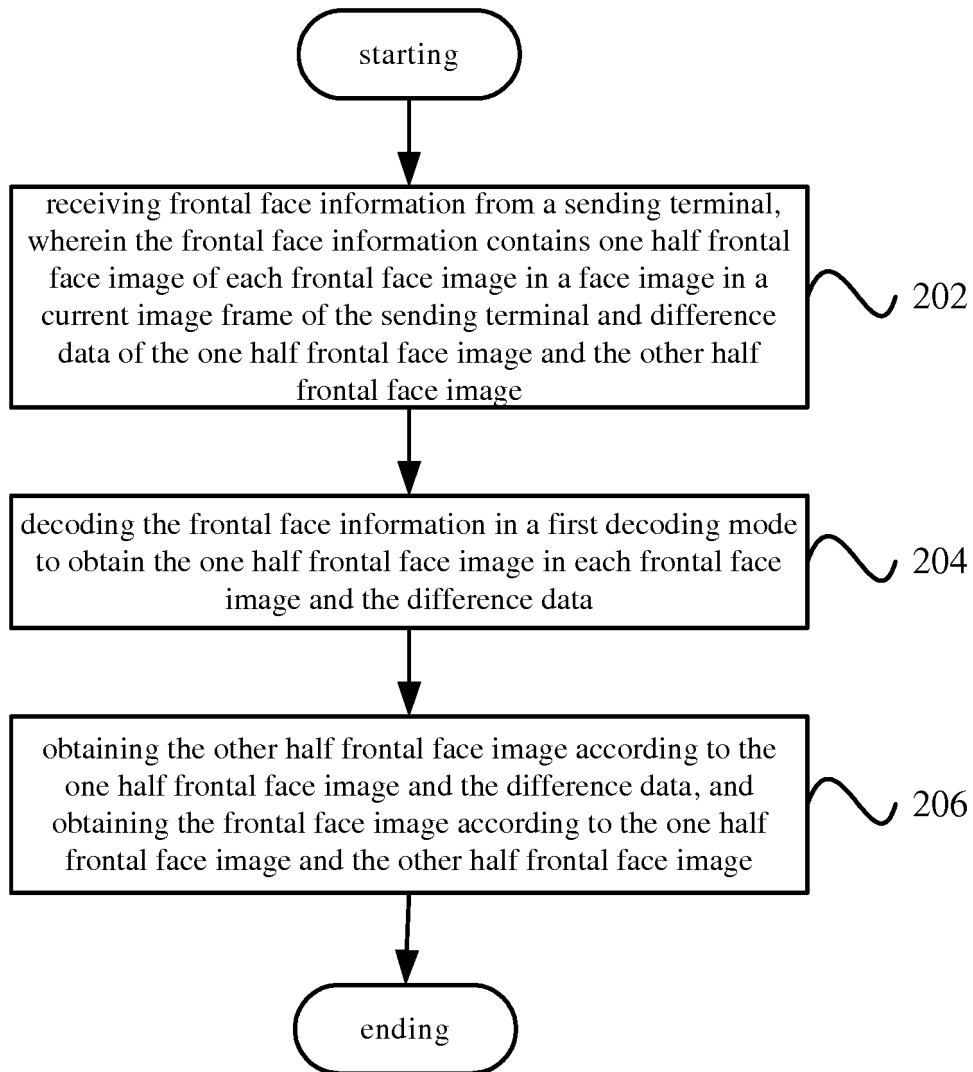 starting
receiving frontal face information from a sending terminal,
wherein the frontal face information contains one half frontal
face image of each frontal face image in a face image in a
current image frame of the sending terminal and difference
data of the one half frontal face image and the other half
frontal face image
202
decoding the frontal face information in a first decoding mode
to obtain the one half frontal face image in each frontal face
image and the difference data
204
obtaining the other half frontal face image according to the
one half frontal face image and the difference data, and
obtaining the frontal face image according to the one half
frontal face image and the other half frontal face image
206
ending